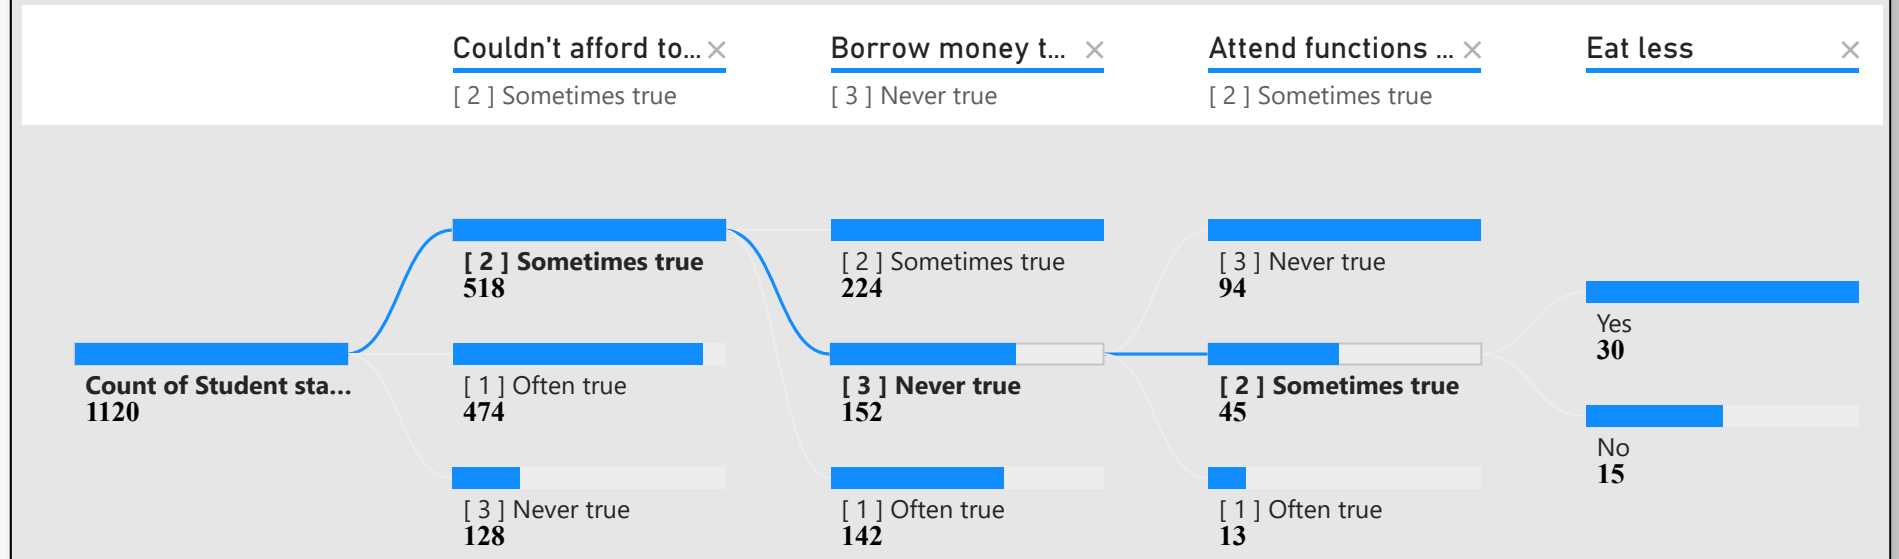 Couldn't afford to...
Borrow money t...
Attend functions ...
Eat less
[ 2 ] Sometimes true
[ 3 ] Never true
[ 2 ] Sometimes true
Count of Student sta...
1120
[ 2 ] Sometimes true
518
[ 1 ] Often true
474
[ 3 ] Never true
128
[ 2 ] Sometimes true
224
[ 3 ] Never true
152
[ 1 ] Often true
142
[ 3 ] Never true
94
[ 2 ] Sometimes true
45
[ 1 ] Often true
13
Yes
30
No
15